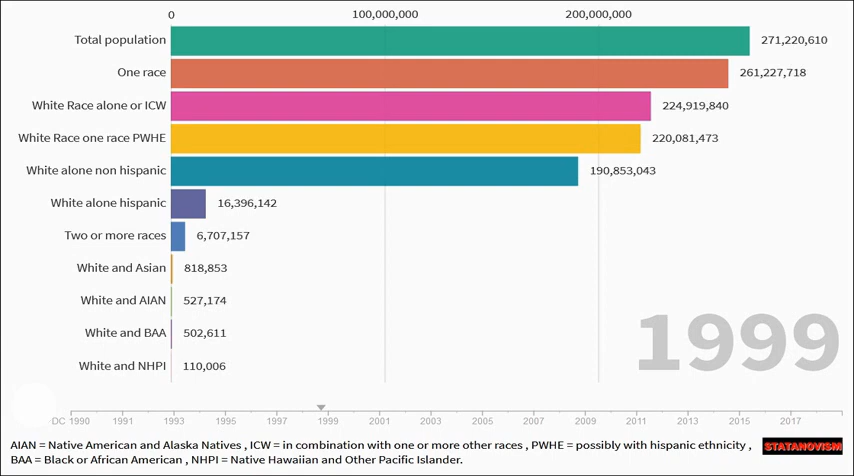 0 100,000,000 200,000,000
Total population 271,220,610
One race 261,227,718
White Race alone or ICW 224,919,840
White Race one race PWHE 220,081,473
White alone non hispanic 190,853,043
White alone hispanic 16,396,142
Two or more races 6,707,157
White and Asian 818,853
White and AIAN 527,174
White and BAA 502,611
White and NHPI 110,006
1999
DC 1990 1991 1993 1995 1997 1999 2001 2003 2005 2007 2009 2011 2013 2015 2017
AIAN = Native American and Alaska Natives , ICW = in combination with one or more other races , PWHE = possibly with hispanic ethnicity ,
BAA = Black or African American , NHPI = Native Hawaiian and Other Pacific Islander.
STATANOVISM